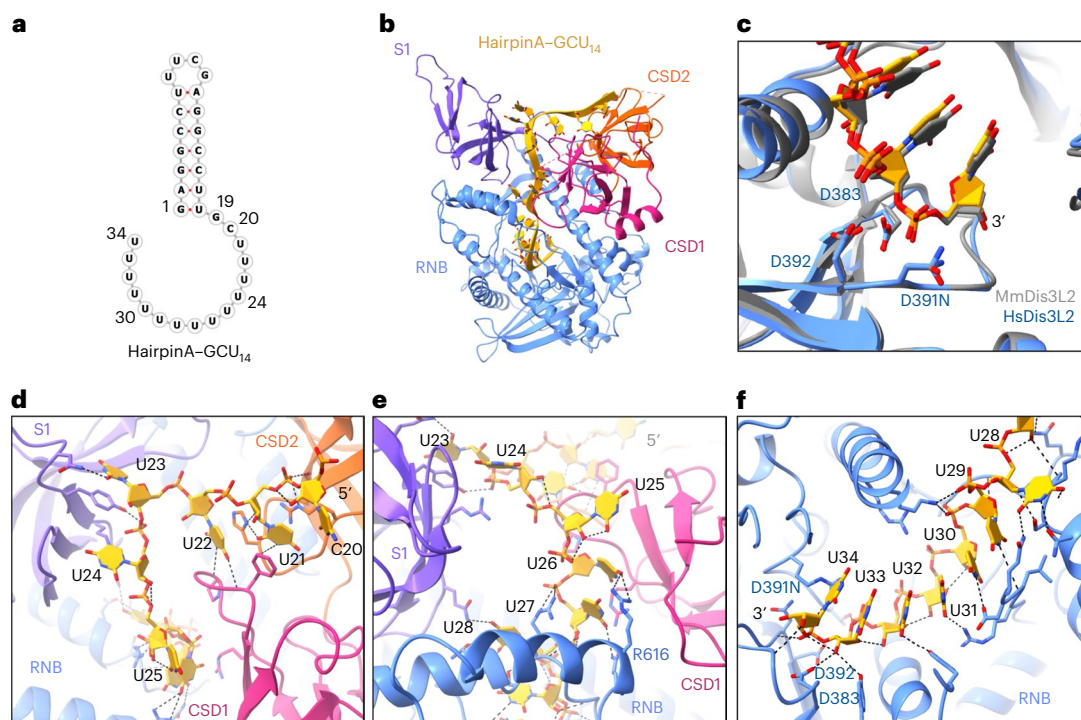 a
U C
U G
U A
C G
C G
G C
G C
A U
G U
1
19
G
C
20
U
U
U
U
24
U
U
U
U
U
U
30
U
U
U
U
34
HairpinA–GCU14
b
S1
HairpinA–GCU14
CSD2
RNB
CSD1
c
D383
3′
D392
D391N
MmDis3L2
HsDis3L2
d
S1
CSD2
U23
5′
U22
C20
U21
U24
RNB
U25
CSD1
e
U23
U24
5′
U25
S1
U26
U27
U28
R616
CSD1
RNB
f
U28
U29
U30
U34
U33
U32
D391N
U31
3′
D392
D383
RNB